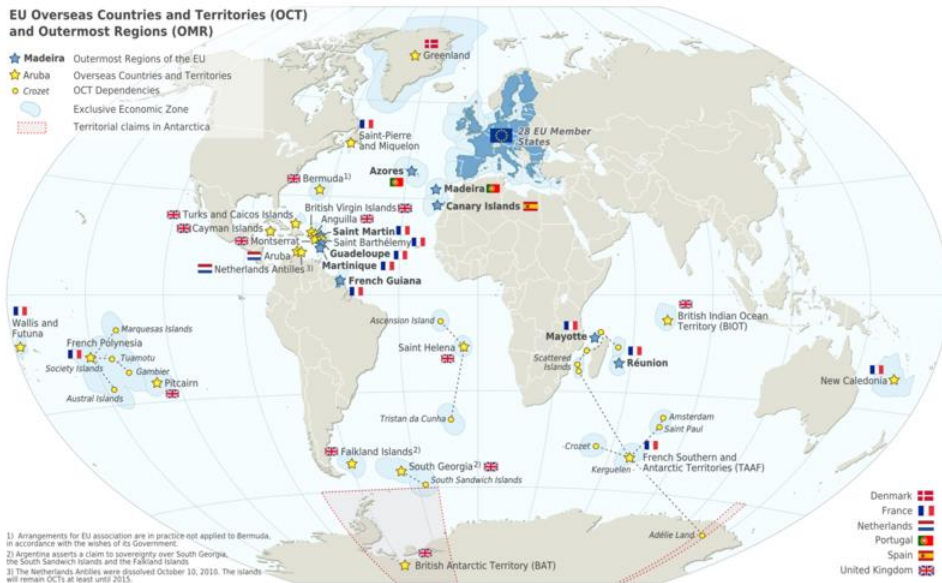 EU Overseas Countries and Territories (OCT)
and Outermost Regions (OMR)
Madeira Outermost Regions of the EU
Aruba Overseas Countries and Territories
Crozet OCT Dependencies
Exclusive Economic Zone
Territorial claims in Antarctica
Greenland
28 EU Member
States
Saint-Pierre
and Miquelon
Azores
Bermuda1)
Madeira
British Virgin Islands
Canary Islands
Turks and Caicos Islands
Anguilla
Cayman Islands
Saint Martin
Montserrat
Saint Barthélemy
Aruba
Guadeloupe
Netherlands Antilles3)
Martinique
French Guiana
British Indian Ocean
Territory (BIOT)
Wallis and
Futuna
Marquesas Islands
Ascension Island
Mayotte
French Polynesia
Tuamotu
Saint Helena
Scattered
Islands
Réunion
Society Islands
Gambier
Pitcairn
New Caledonia
Austral Islands
Tristan da Cunha
Amsterdam
Saint Paul
Crozet
Falkland Islands2)
French Southern and
Antarctic Territories (TAAF)
Kerguelen
South Georgia2)
South Sandwich Islands
Denmark
France
Netherlands
Portugal
Spain
United Kingdom
Adélie Land
British Antarctic Territory (BAT)
1) Arrangements for EU association are in practice not applied to Bermuda,
in accordance with the wishes of its Government.
2) Argentina asserts a claim to sovereignty over South Georgia,
the South Sandwich Islands and the Falkland Islands
3) The Netherlands Antilles were dissolved October 10, 2010. The islands
will remain OCTs at least until 2015.